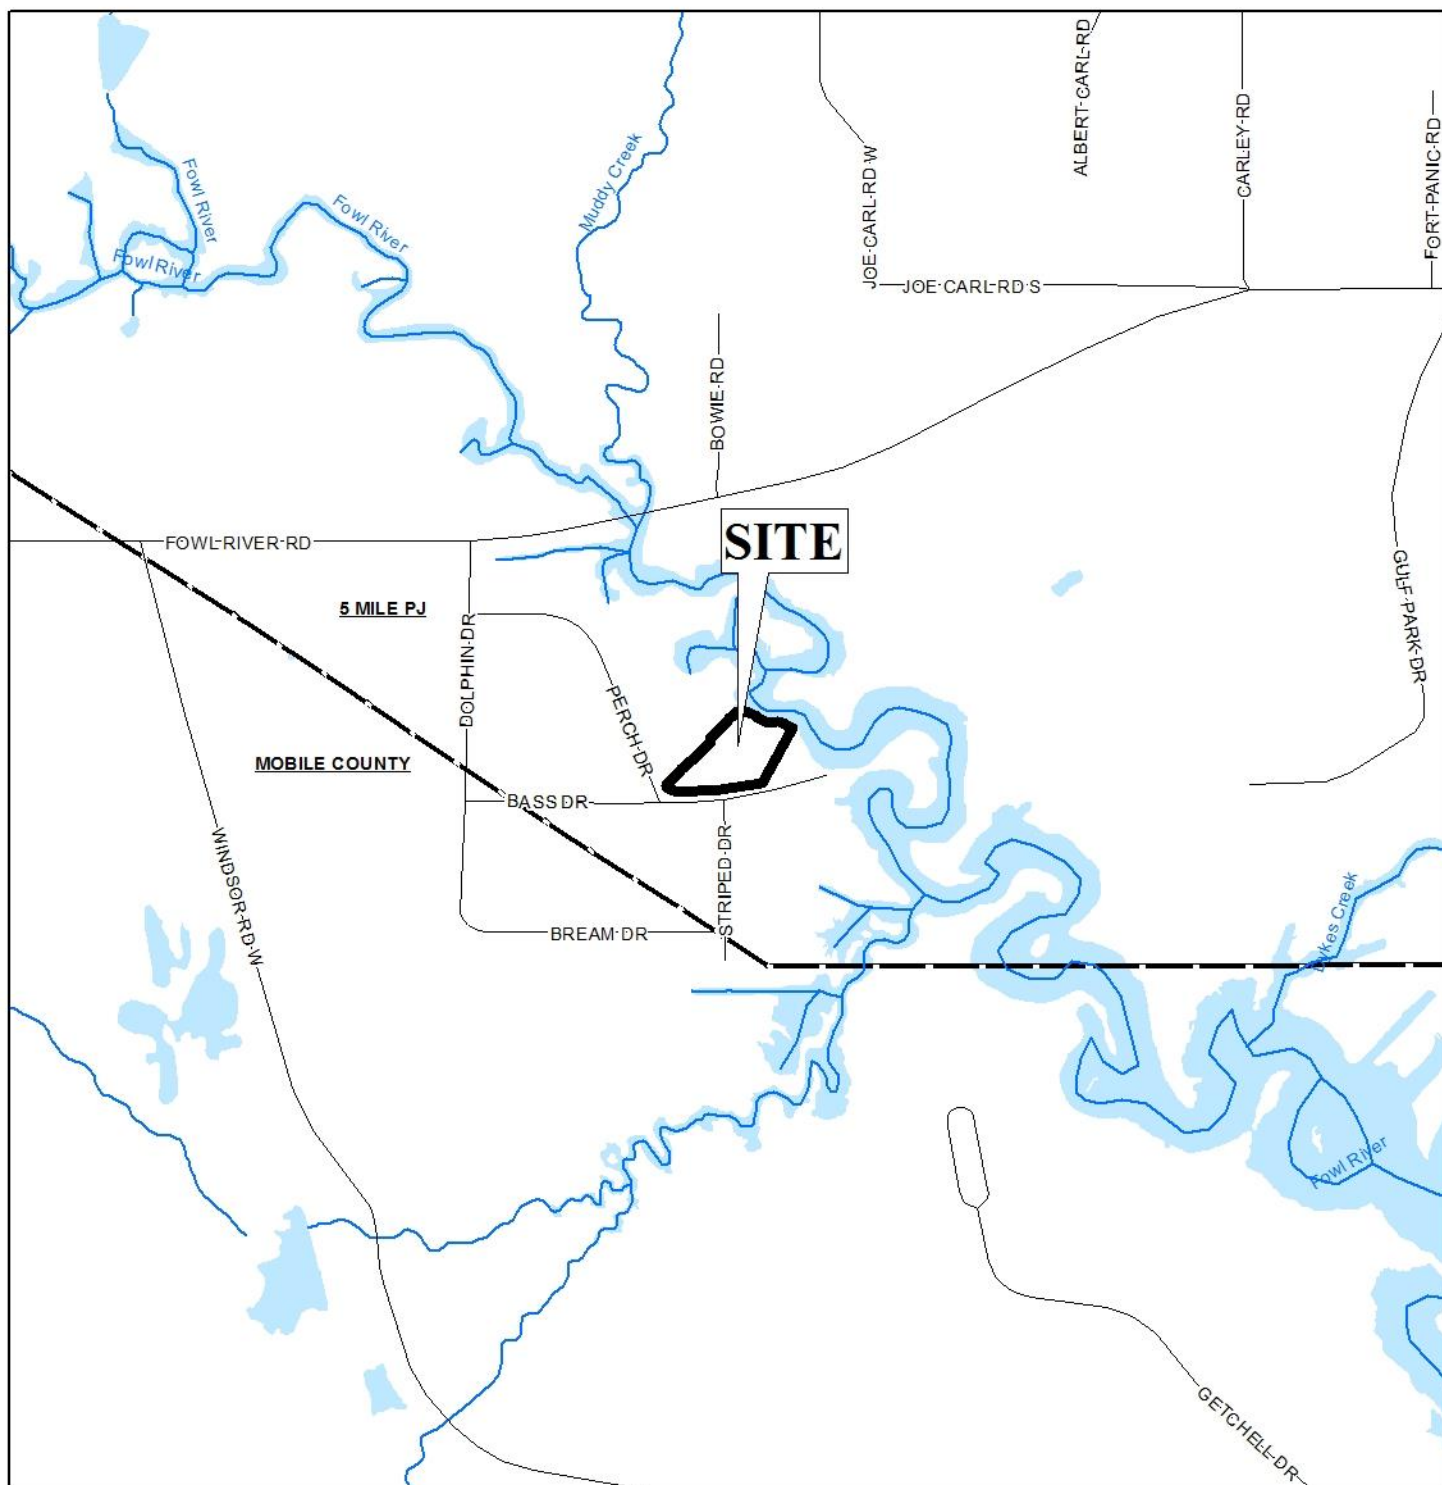 ALBERT CARL RD
CARLEY RD
FORT PANIC RD
JOE CARL RD W
Muddy Creek
Fowl River
Fowl River
Fowl River
JOE CARL RD S
BOWIE RD
SITE
FOWL RIVER RD
5 MILE PJ
DOLPHIN DR
PERCH DR
GULF PARK DR
MOBILE COUNTY
BASS DR
WINDSOR RD W
STRIPED DR
BREAM DR
Dykes Creek
Fowl River
GETCHELL DR